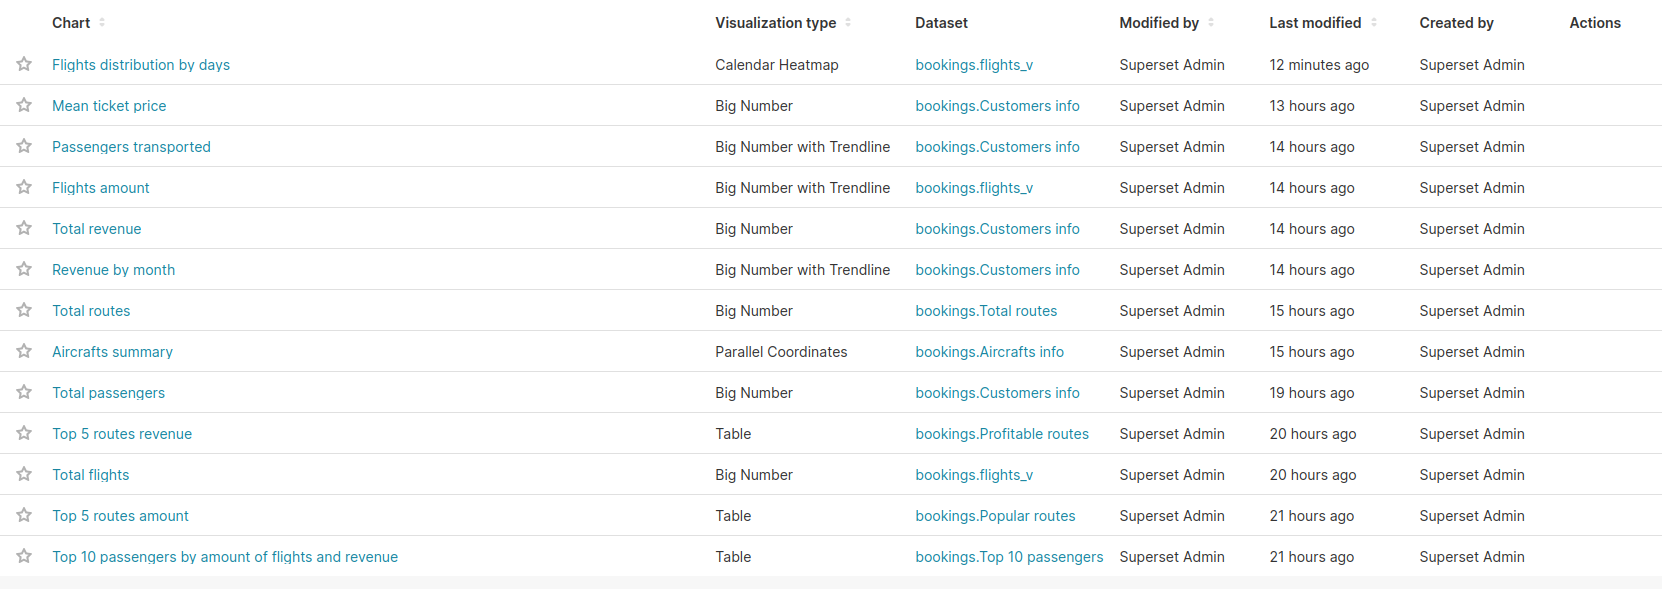 Chart Visualization type Dataset Modified by Last modified Created by Actions
Flights distribution by days Calendar Heatmap bookings.flights_v Superset Admin 12 minutes ago Superset Admin
Mean ticket price Big Number bookings.Customers info Superset Admin 13 hours ago Superset Admin
Passengers transported Big Number with Trendline bookings.Customers info Superset Admin 14 hours ago Superset Admin
Flights amount Big Number with Trendline bookings.flights_v Superset Admin 14 hours ago Superset Admin
Total revenue Big Number bookings.Customers info Superset Admin 14 hours ago Superset Admin
Revenue by month Big Number with Trendline bookings.Customers info Superset Admin 14 hours ago Superset Admin
Total routes Big Number bookings.Total routes Superset Admin 15 hours ago Superset Admin
Aircrafts summary Parallel Coordinates bookings.Aircrafts info Superset Admin 15 hours ago Superset Admin
Total passengers Big Number bookings.Customers info Superset Admin 19 hours ago Superset Admin
Top 5 routes revenue Table bookings.Profitable routes Superset Admin 20 hours ago Superset Admin
Total flights Big Number bookings.flights_v Superset Admin 20 hours ago Superset Admin
Top 5 routes amount Table bookings.Popular routes Superset Admin 21 hours ago Superset Admin
Top 10 passengers by amount of flights and revenue Table bookings.Top 10 passengers Superset Admin 21 hours ago Superset Admin